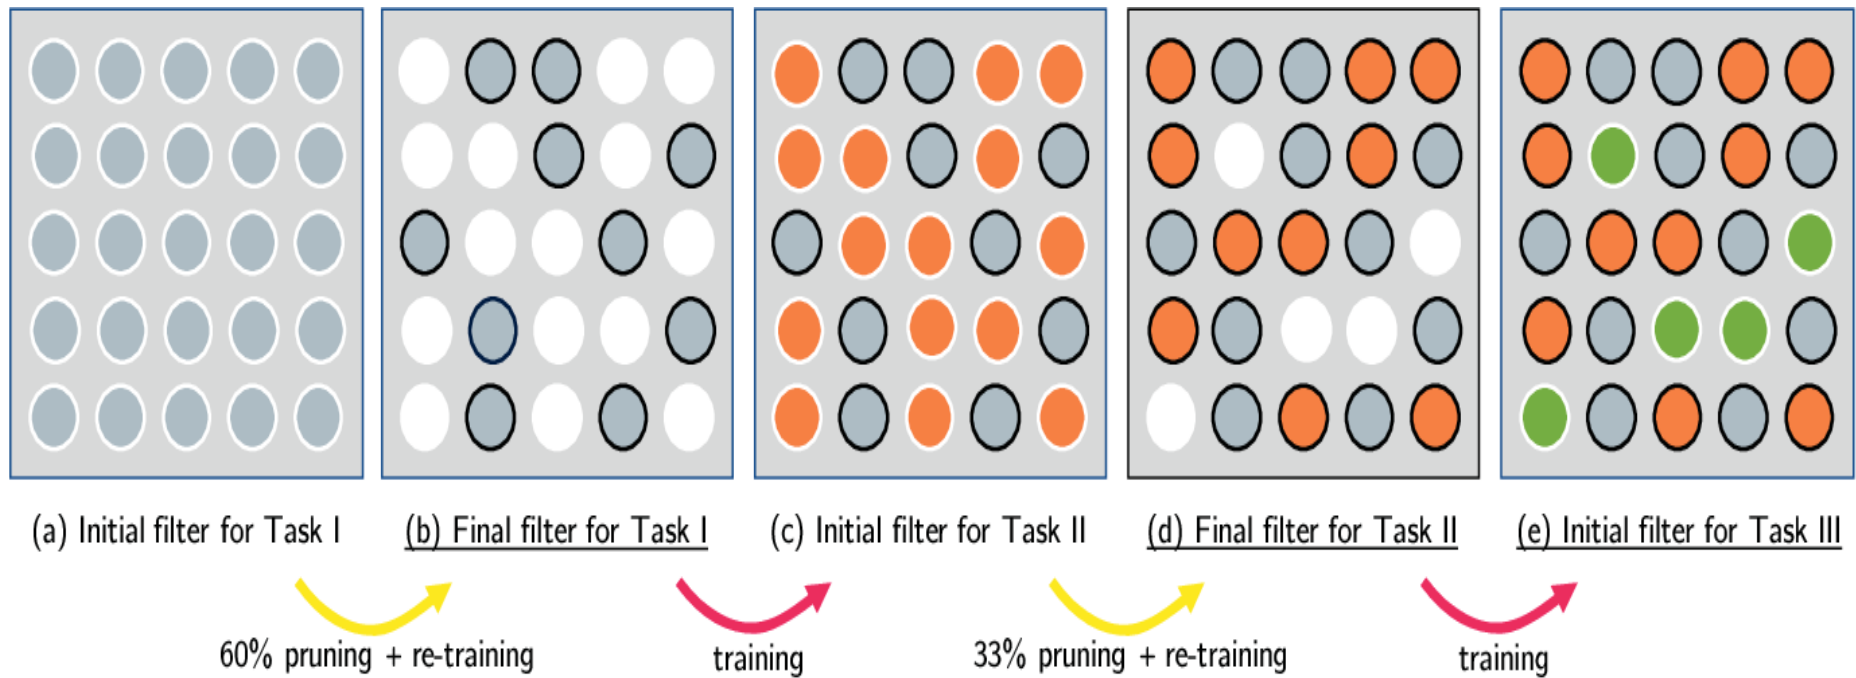 (a) Initial filter for Task I
(b) Final filter for Task I
(c) Initial filter for Task II
(d) Final filter for Task II
(e) Initial filter for Task III
60% pruning + re-training
training
33% pruning + re-training
training